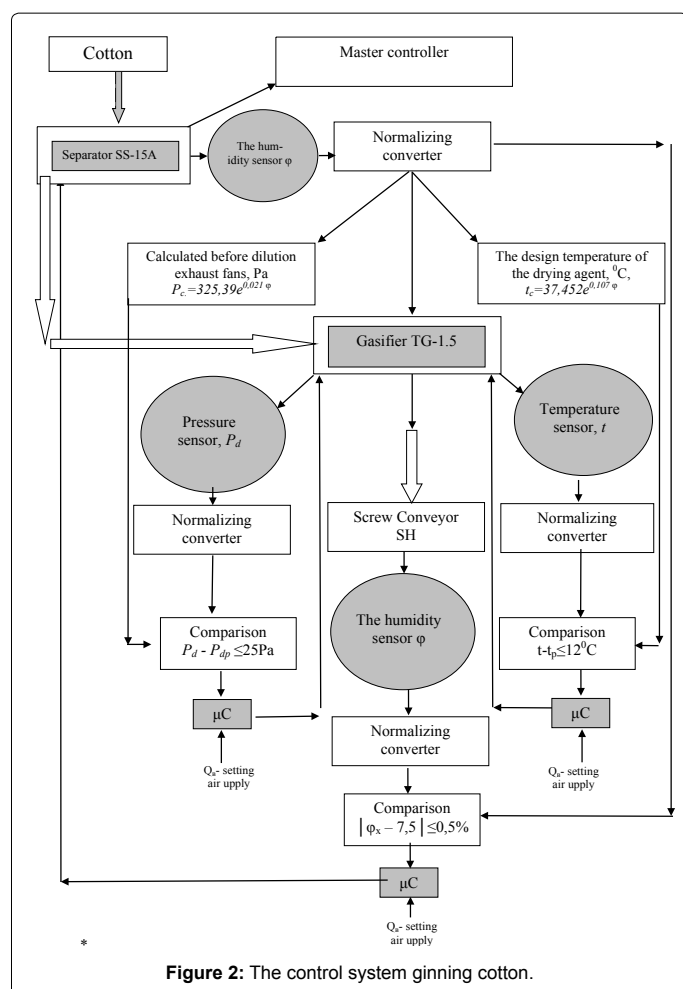 Cotton
Master controller
Separator SS-15A
The hum-
idity sensor φ
Normalizing
converter
Calculated before dilution
exhaust fans, Pa
P_c.=325,39e^0,021 φ
The design temperature of
the drying agent, ⁰C,
t_c=37,452e^0,107 φ
Gasifier TG-1.5
Pressure
sensor, P_d
Temperature
sensor, t
Normalizing
converter
Screw Conveyor
SH
Normalizing
converter
Comparison
P_d - P_dp ≤25Pa
The humidity
sensor φ
Comparison
t-t_p≤12⁰C
μC
μC
Q_a- setting
air upply
Normalizing
converter
Q_a- setting
air upply
Comparison
│φ_x – 7,5│≤0,5%
μC
Q_a- setting
air upply
*
Figure 2: The control system ginning cotton.